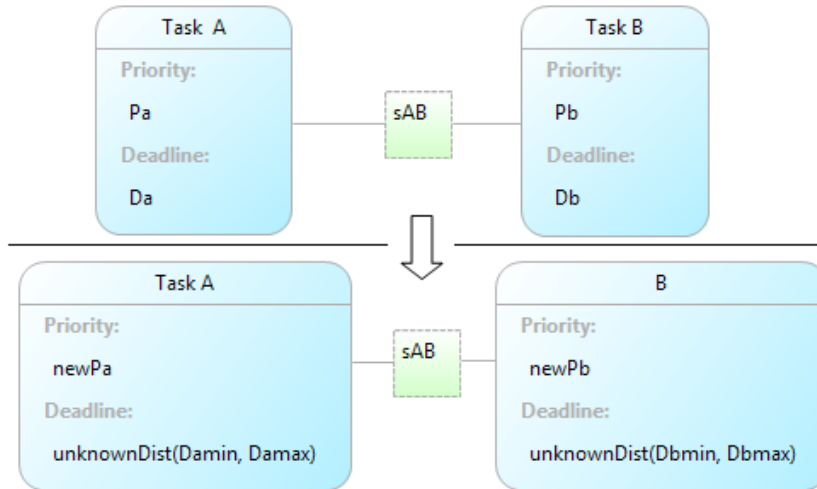 Task A
Priority:
Pa
Deadline:
Da
sAB
Task B
Priority:
Pb
Deadline:
Db
Task A
Priority:
newPa
Deadline:
unknownDist(Damin, Damax)
sAB
B
Priority:
newPb
Deadline:
unknownDist(Dbmin, Dbmax)